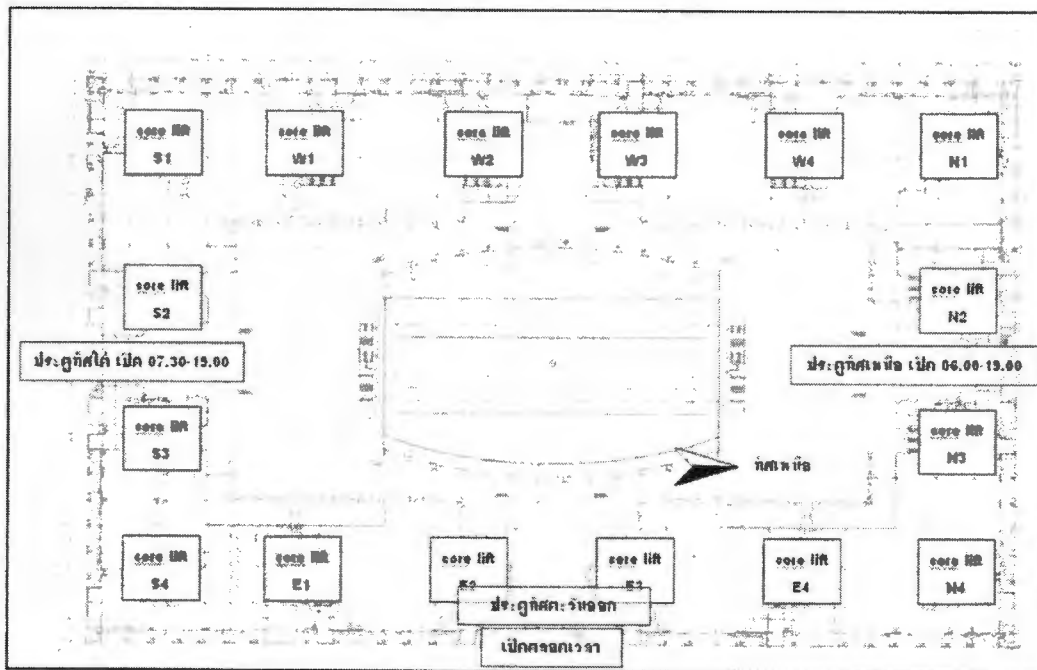 core lift
S1
core lift
W1
core lift
W2
core lift
W3
core lift
W4
core lift
N1
core lift
S2
core lift
N2
ประตูทิศใต้ เปิด 07.30-19.00
ประตูทิศเหนือ เปิด 06.00-19.00
core lift
S3
core lift
N3
ทิศเหนือ
core lift
S4
core lift
E1
core lift
E2
core lift
E3
core lift
E4
core lift
N4
ประตูทิศตะวันออก
เปิดตลอดเวลา